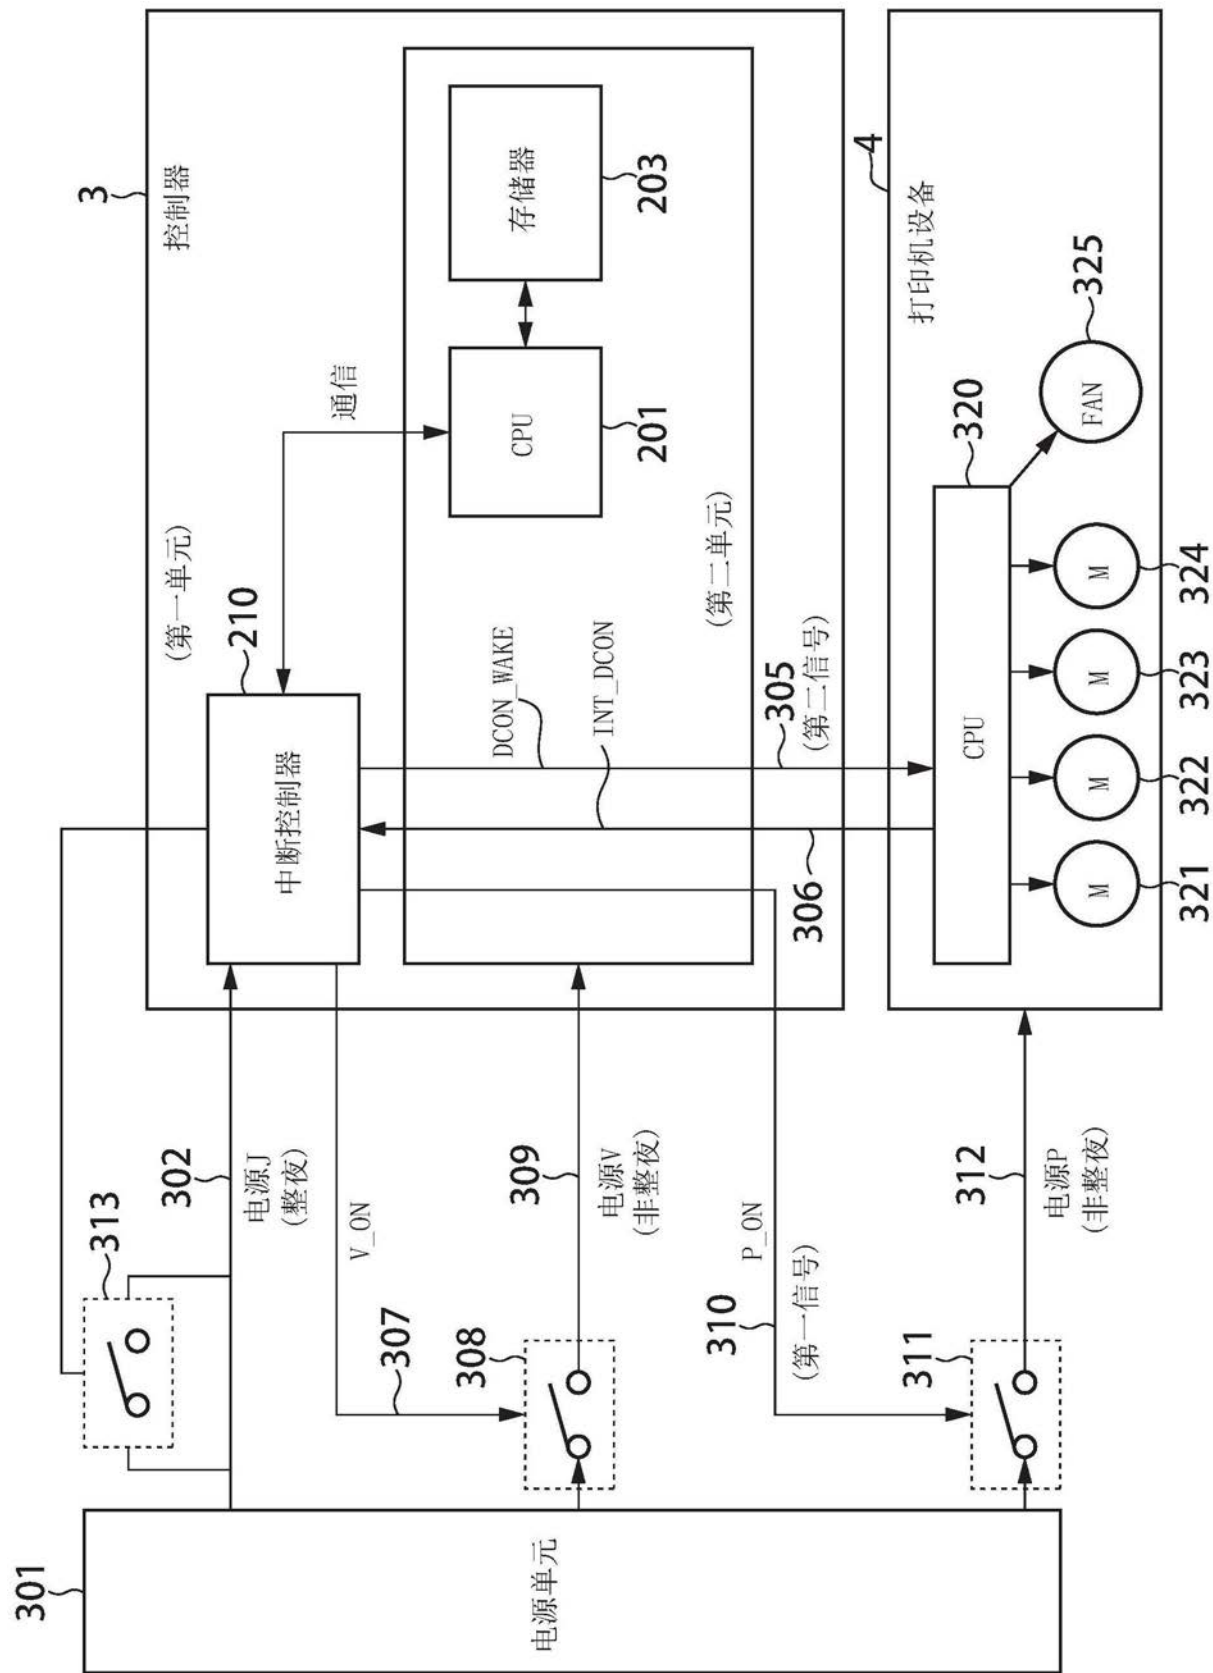 3
控制器
(第一单元)
210
中断控制器
通信
CPU
201
存储器
203
(第二单元)
DCON_WAKE
INT_DCON
305
(第二信号)
306
4
打印机设备
320
CPU
M
321
M
322
M
323
M
324
FAN
325
313
302
电源J
(整夜)
V_ON
307
308
309
电源V
(非整夜)
P_ON
310
(第一信号)
311
312
电源P
(非整夜)
301
电源单元